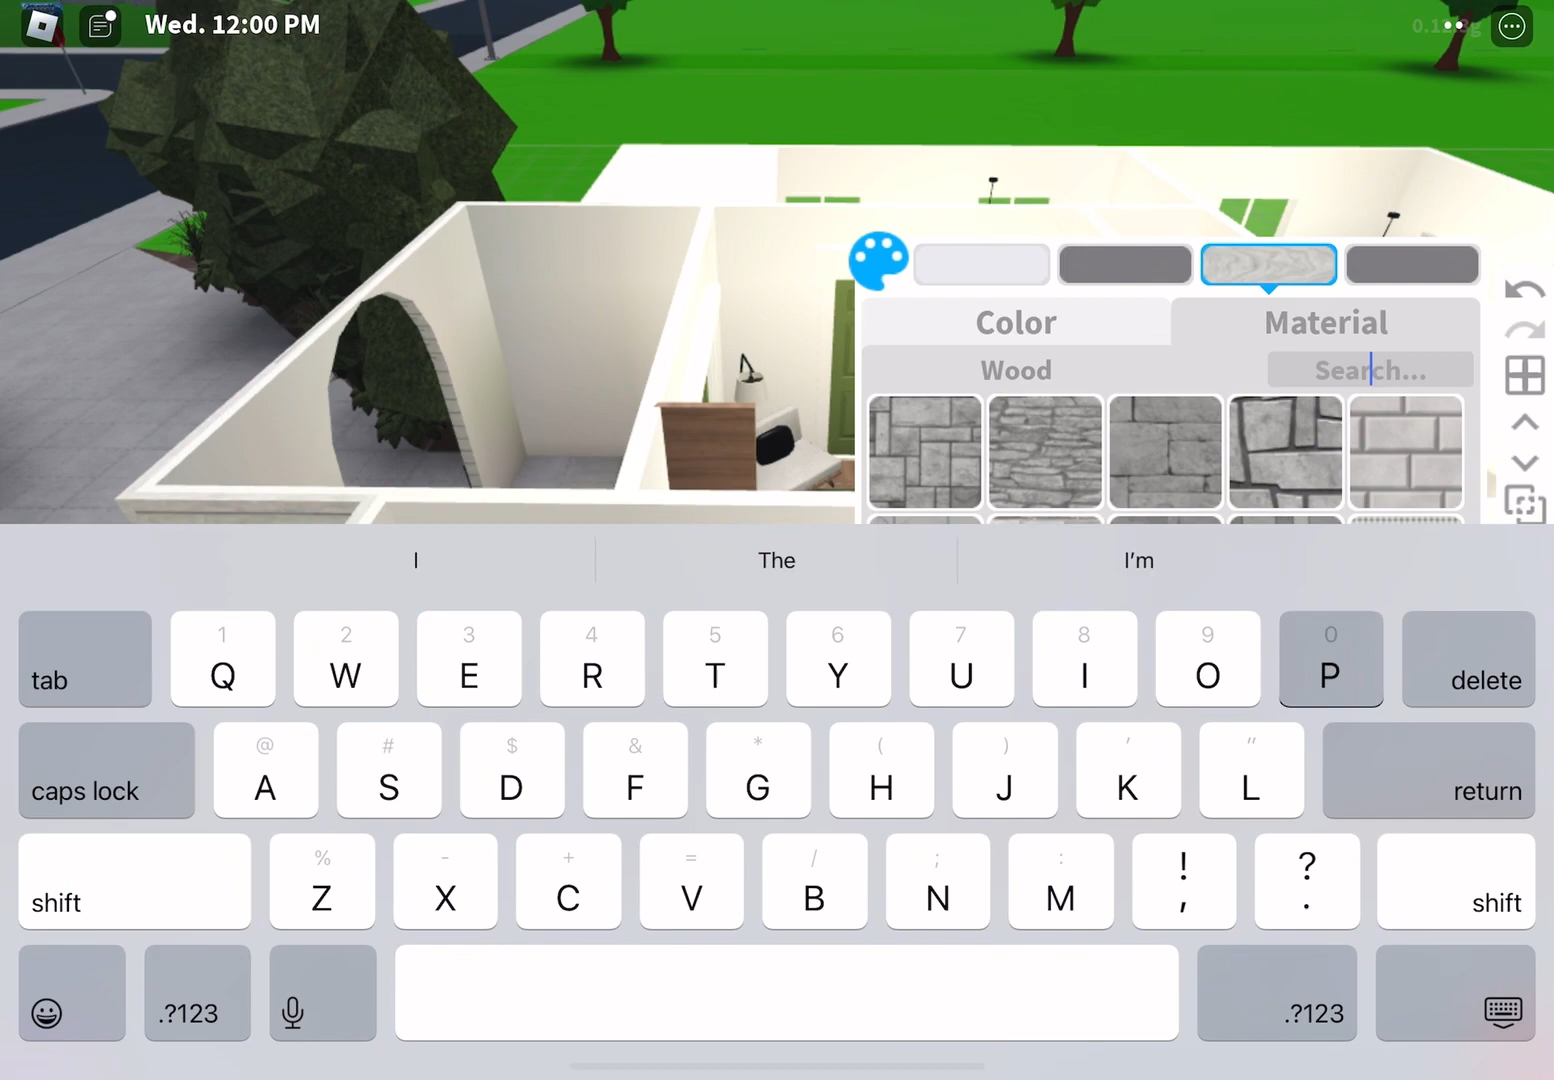 Wed. 12:00 PM
Color
Material
Wood
Search...
I
The
I'm
tab
1
Q
2
W
3
E
4
R
5
T
6
Y
7
U
8
I
9
O
0
P
delete
caps lock
@
A
#
S
$
D
&
F
*
G
(
H
)
J
'
K
"
L
return
shift
%
Z
-
X
+
C
=
V
/
B
;
N
:
M
!
,
?
.
shift
.?123
.?123